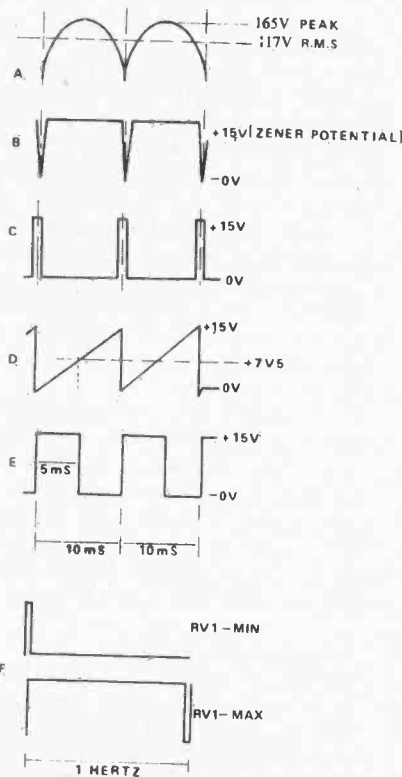 165V PEAK
117V R.M.S
A
B
+15V[ZENER POTENTIAL]
-0V
C
+15V
0V
D
+15V
+7V5
0V
E
+15V
5mS
-0V
10mS
10mS
RV1-MIN
F
RV1-MAX
1 HERTZ